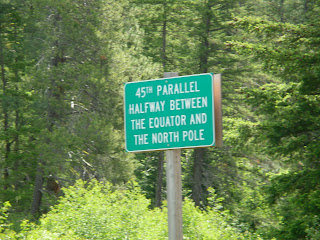 45TH PARALLEL
HALFWAY BETWEEN
THE EQUATOR AND
THE NORTH POLE